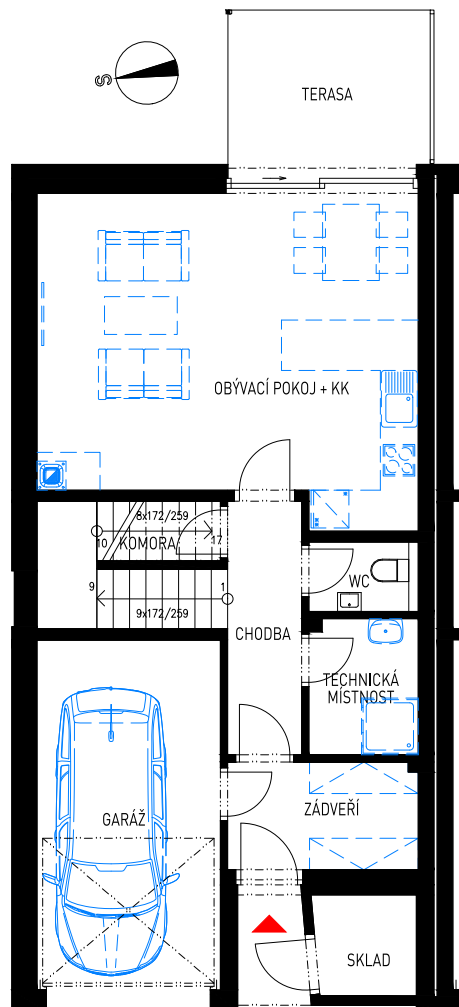 S
TERASA
OBÝVACÍ POKOJ + KK
8x172/259
10
17
KOMORA
9
1
9x172/259
WC
CHODBA
TECHNICKÁ
MÍSTNOST
GARÁŽ
ZÁDVEŘÍ
SKLAD